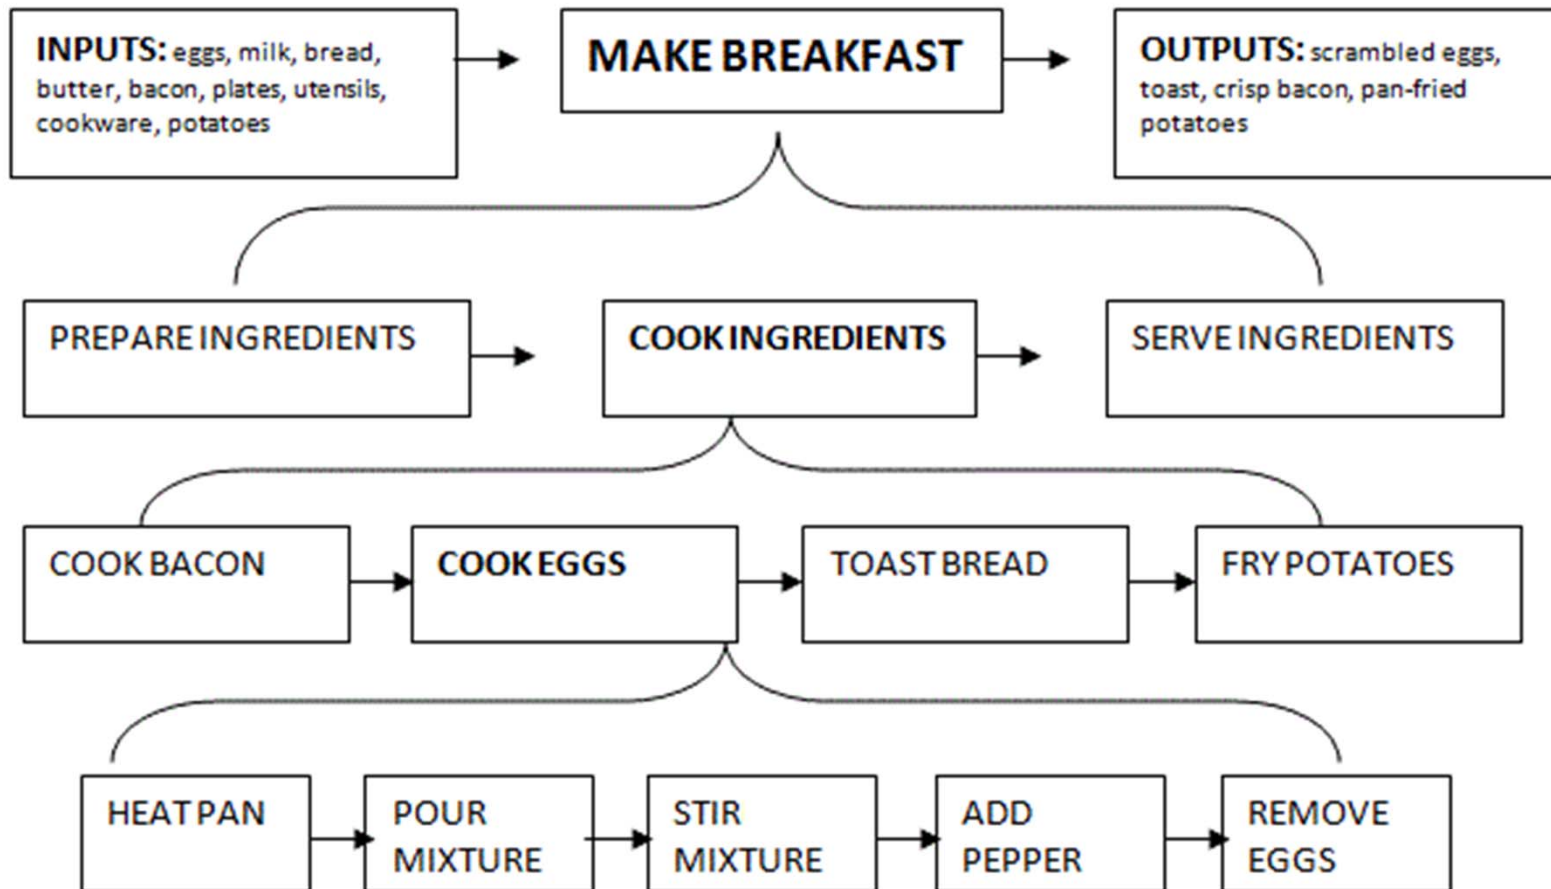 INPUTS: eggs, milk, bread,
butter, bacon, plates, utensils,
cookware, potatoes
MAKE BREAKFAST
OUTPUTS: scrambled eggs,
toast, crisp bacon, pan-fried
potatoes
PREPARE INGREDIENTS
COOK INGREDIENTS
SERVE INGREDIENTS
COOK BACON
COOK EGGS
TOAST BREAD
FRY POTATOES
HEAT PAN
POUR
MIXTURE
STIR
MIXTURE
ADD
PEPPER
REMOVE
EGGS